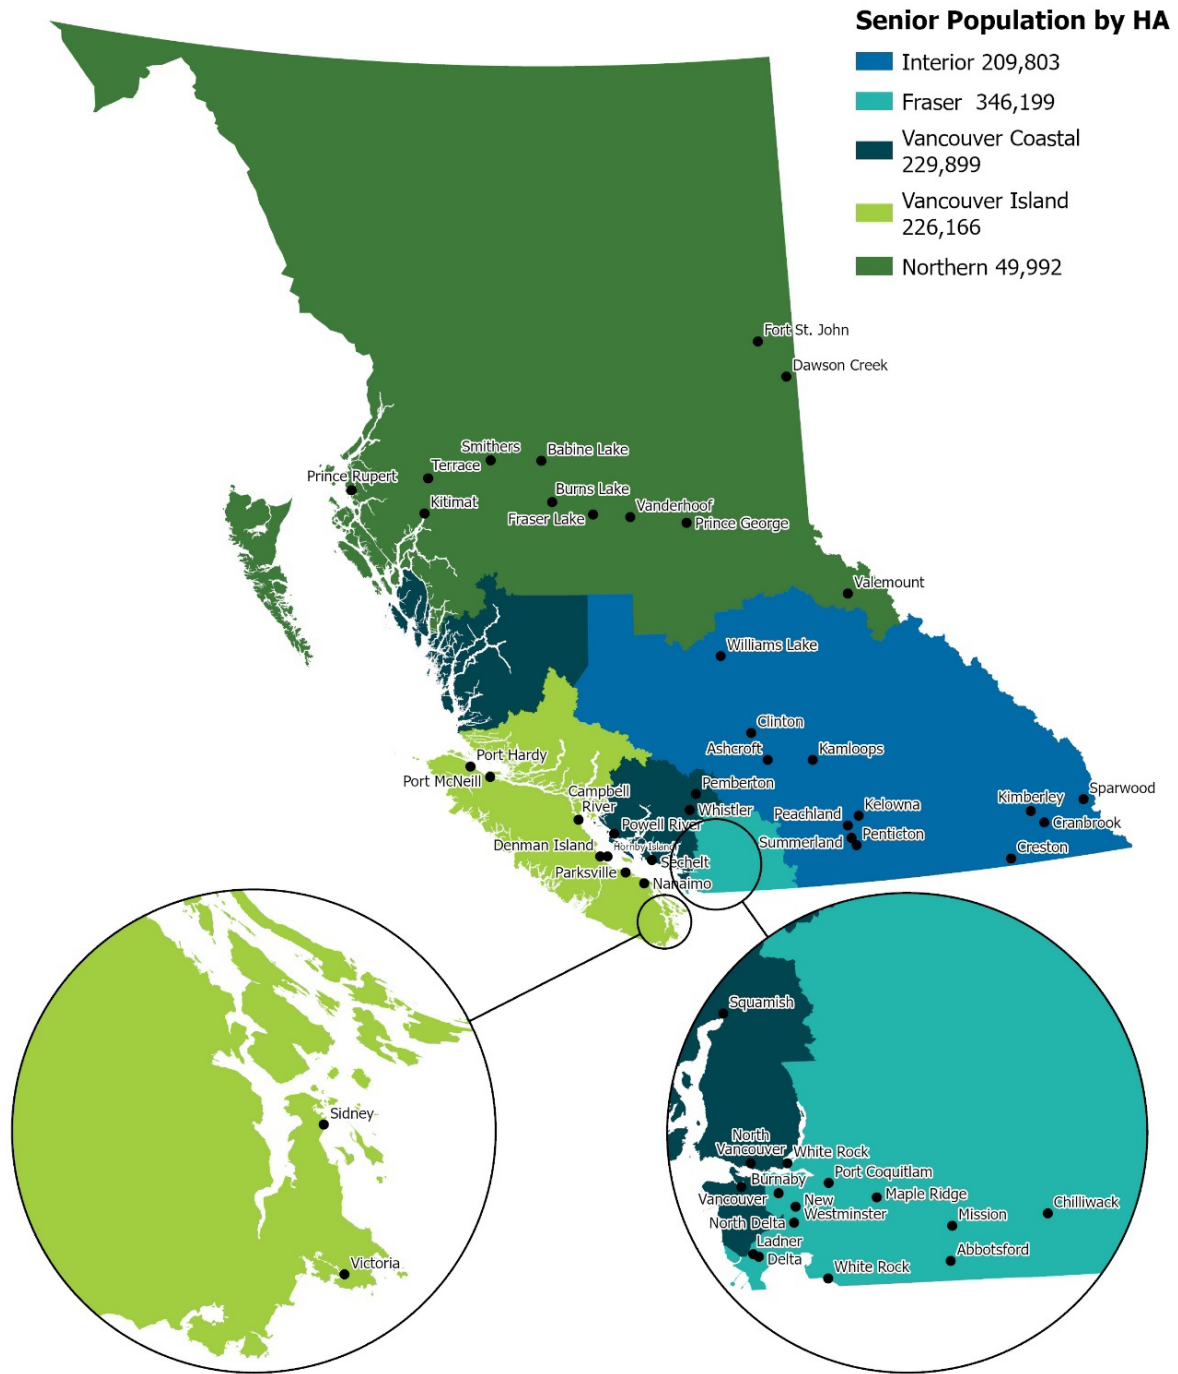 Senior Population by HA
Interior 209,803
Fraser 346,199
Vancouver Coastal
229,899
Vancouver Island
226,166
Northern 49,992
Fort St. John
Dawson Creek
Smithers
Babine Lake
Terrace
Prince Rupert
Burns Lake
Kitimat
Vanderhoof
Fraser Lake
Prince George
Valemount
Williams Lake
Clinton
Ashcroft
Kamloops
Port Hardy
Port McNeill
Pemberton
Sparwood
Campbell
River
Kimberley
Whistler
Kelowna
Peachland
Cranbrook
Powell River
Penticton
Summerland
Denman Island
Hornby Island
Creston
Sechelt
Parksville
Nanaimo
Squamish
Sidney
North
Vancouver
White Rock
Port Coquitlam
Burnaby
Maple Ridge
Vancouver
New
Westminster
Chilliwack
Mission
North Delta
Ladner
Abbotsford
Delta
Victoria
White Rock